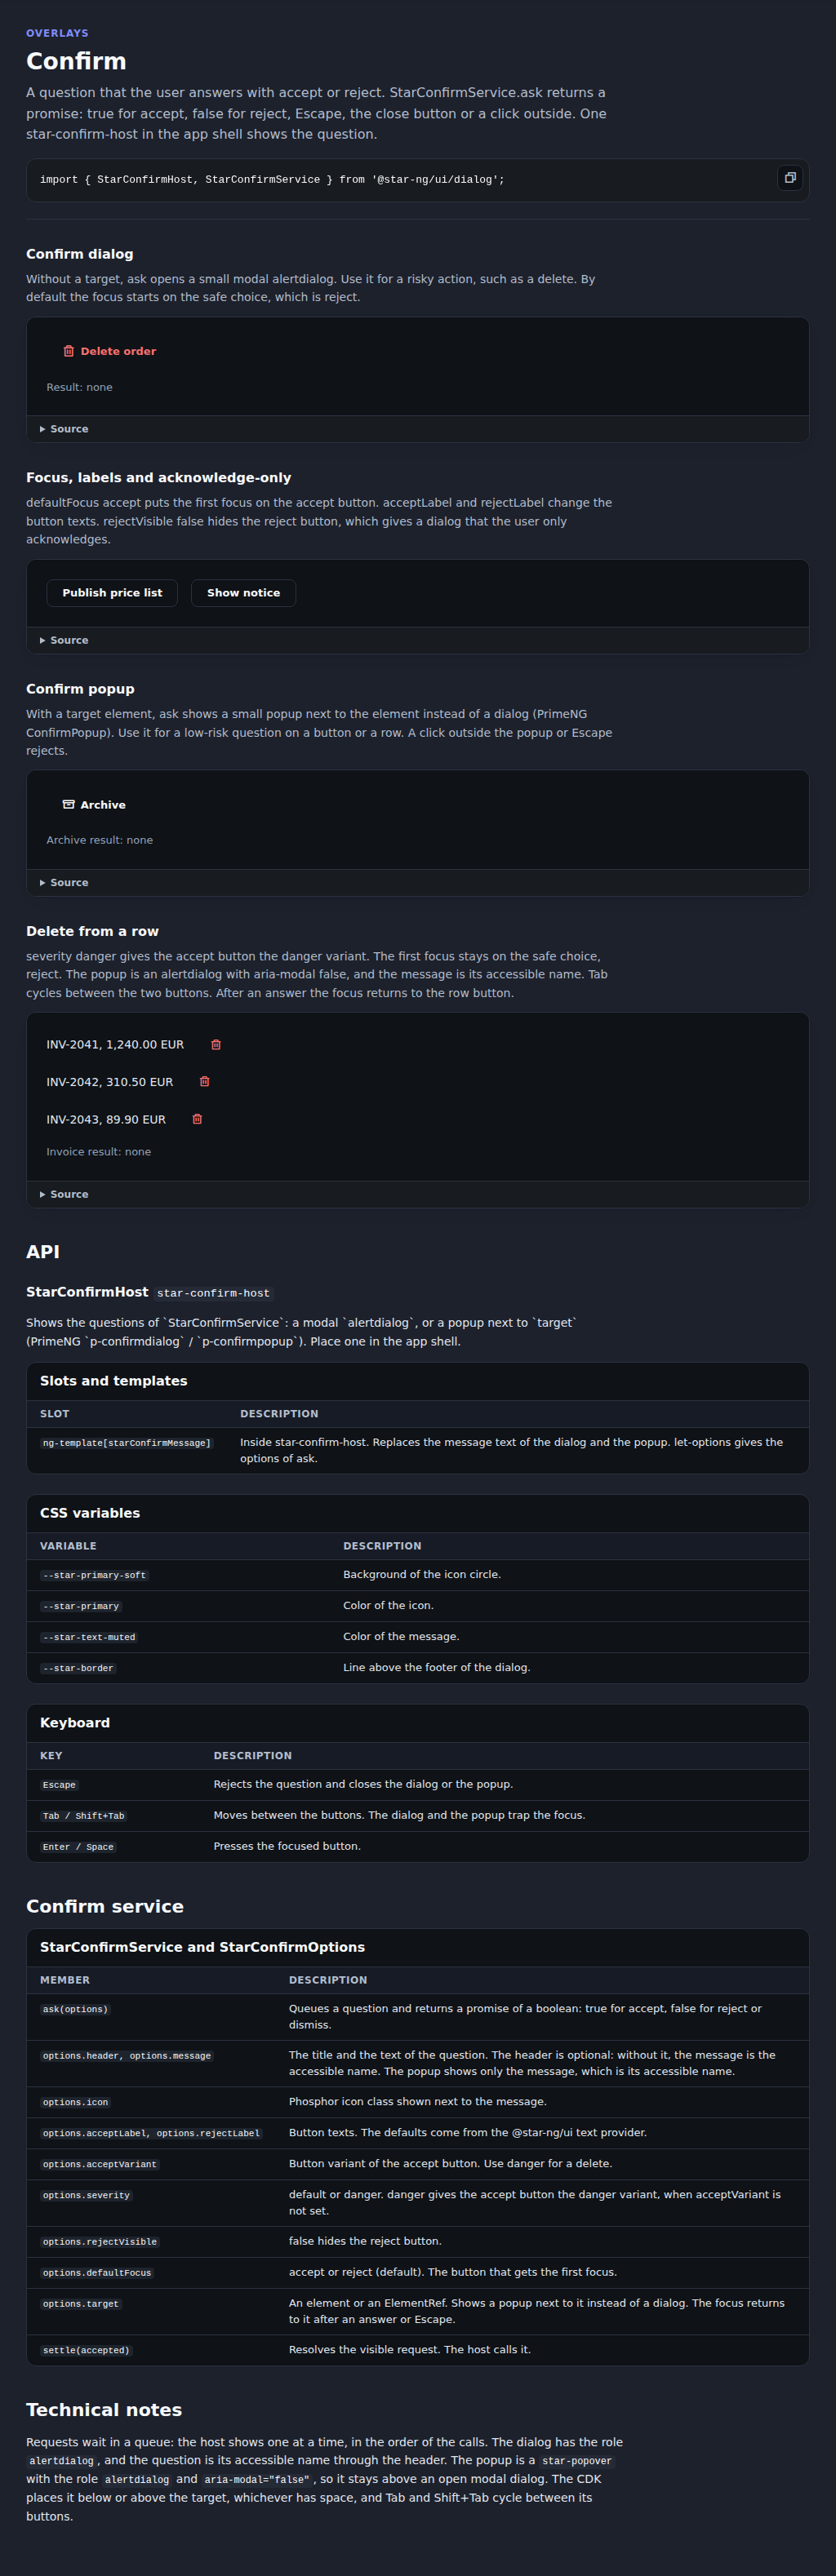 OVERLAYS
Confirm
A question that the user answers with accept or reject. StarConfirmService.ask returns a
promise: true for accept, false for reject, Escape, the close button or a click outside. One
star-confirm-host in the app shell shows the question.
import { StarConfirmHost, StarConfirmService } from '@star-ng/ui/dialog';
Confirm dialog
Without a target, ask opens a small modal alertdialog. Use it for a risky action, such as a delete. By
default the focus starts on the safe choice, which is reject.
Delete order
Result: none
Source
Focus, labels and acknowledge-only
defaultFocus accept puts the first focus on the accept button. acceptLabel and rejectLabel change the
button texts. rejectVisible false hides the reject button, which gives a dialog that the user only
acknowledges.
Publish price list
Show notice
Source
Confirm popup
With a target element, ask shows a small popup next to the element instead of a dialog (PrimeNG
ConfirmPopup). Use it for a low-risk question on a button or a row. A click outside the popup or Escape
rejects.
Archive
Archive result: none
Source
Delete from a row
severity danger gives the accept button the danger variant. The first focus stays on the safe choice,
reject. The popup is an alertdialog with aria-modal false, and the message is its accessible name. Tab
cycles between the two buttons. After an answer the focus returns to the row button.
INV-2041, 1,240.00 EUR
INV-2042, 310.50 EUR
INV-2043, 89.90 EUR
Invoice result: none
Source
API
StarConfirmHost star-confirm-host
Shows the questions of `StarConfirmService`: a modal `alertdialog`, or a popup next to `target`
(PrimeNG `p-confirmdialog` / `p-confirmpopup`). Place one in the app shell.
Slots and templates
SLOT DESCRIPTION
ng-template[starConfirmMessage] Inside star-confirm-host. Replaces the message text of the dialog and the popup. let-options gives the
options of ask.
CSS variables
VARIABLE DESCRIPTION
--star-primary-soft Background of the icon circle.
--star-primary Color of the icon.
--star-text-muted Color of the message.
--star-border Line above the footer of the dialog.
Keyboard
KEY DESCRIPTION
Escape Rejects the question and closes the dialog or the popup.
Tab / Shift+Tab Moves between the buttons. The dialog and the popup trap the focus.
Enter / Space Presses the focused button.
Confirm service
StarConfirmService and StarConfirmOptions
MEMBER DESCRIPTION
ask(options) Queues a question and returns a promise of a boolean: true for accept, false for reject or
dismiss.
options.header, options.message The title and the text of the question. The header is optional: without it, the message is the
accessible name. The popup shows only the message, which is its accessible name.
options.icon Phosphor icon class shown next to the message.
options.acceptLabel, options.rejectLabel Button texts. The defaults come from the @star-ng/ui text provider.
options.acceptVariant Button variant of the accept button. Use danger for a delete.
options.severity default or danger. danger gives the accept button the danger variant, when acceptVariant is
not set.
options.rejectVisible false hides the reject button.
options.defaultFocus accept or reject (default). The button that gets the first focus.
options.target An element or an ElementRef. Shows a popup next to it instead of a dialog. The focus returns
to it after an answer or Escape.
settle(accepted) Resolves the visible request. The host calls it.
Technical notes
Requests wait in a queue: the host shows one at a time, in the order of the calls. The dialog has the role
alertdialog, and the question is its accessible name through the header. The popup is a star-popover
with the role alertdialog and aria-modal="false", so it stays above an open modal dialog. The CDK
places it below or above the target, whichever has space, and Tab and Shift+Tab cycle between its
buttons.